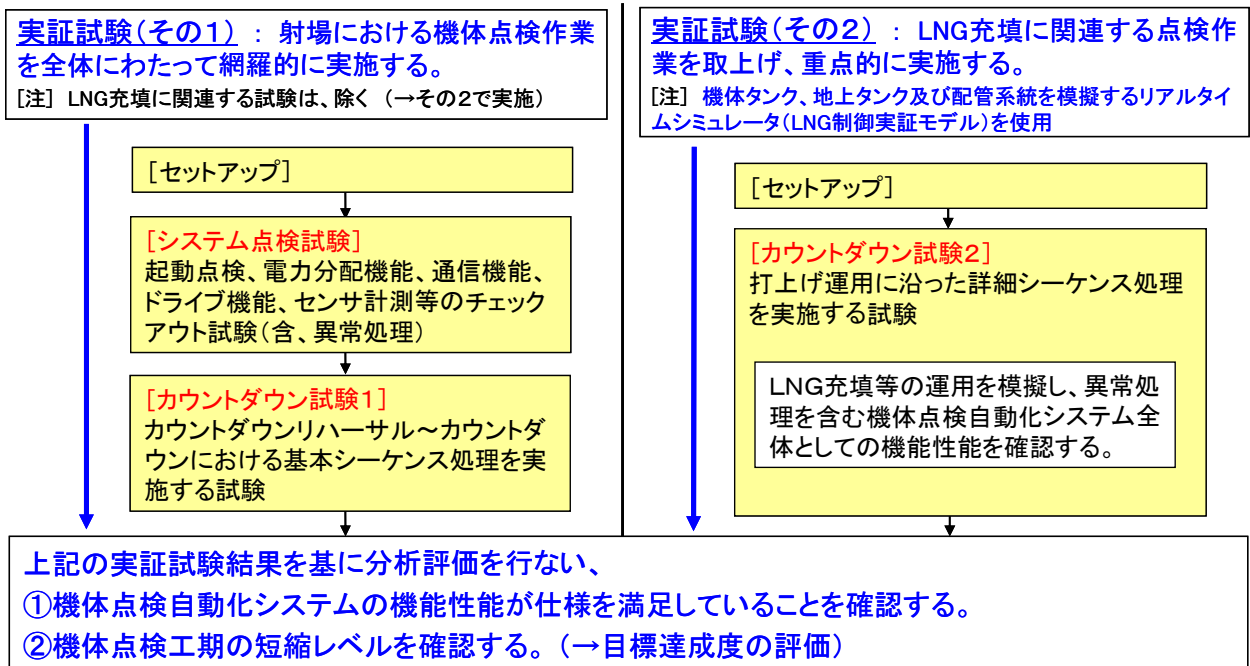 実証試験(その1) : 射場における機体点検作業
を全体にわたって網羅的に実施する。
[注] LNG充填に関連する試験は、除く (→その2で実施)
[セットアップ]
[システム点検試験]
起動点検、電力分配機能、通信機能、
ドライブ機能、センサ計測等のチェック
アウト試験(含、異常処理)
[カウントダウン試験1]
カウントダウンリハーサル~カウントダ
ウンにおける基本シーケンス処理を実
施する試験
実証試験(その2) : LNG充填に関連する点検作
業を取上げ、重点的に実施する。
[注] 機体タンク、地上タンク及び配管系統を模擬するリアルタイ
ムシミュレータ(LNG制御実証モデル)を使用
[セットアップ]
[カウントダウン試験2]
打上げ運用に沿った詳細シーケンス処理
を実施する試験
LNG充填等の運用を模擬し、異常処
理を含む機体点検自動化システム全
体としての機能性能を確認する。
上記の実証試験結果を基に分析評価を行ない、
①機体点検自動化システムの機能性能が仕様を満足していることを確認する。
②機体点検工期の短縮レベルを確認する。(→目標達成度の評価)